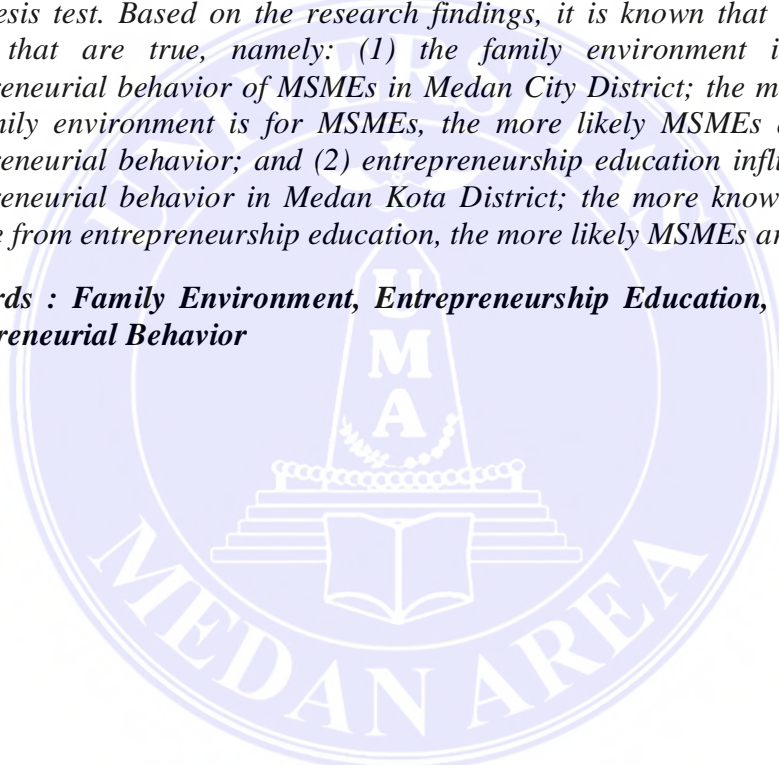 esis test. Based on the research findings, it is known that
that are true, namely: (1) the family environment i
reneurial behavior of MSMEs in Medan City District; the m
mily environment is for MSMEs, the more likely MSMEs
reneurial behavior; and (2) entrepreneurship education infl
reneurial behavior in Medan Kota District; the more know
e from entrepreneurship education, the more likely MSMEs a
rds : Family Environment, Entrepreneurship Education,
reneurial Behavior
UNIVERSITAS
U
M
A
MEDAN AREA